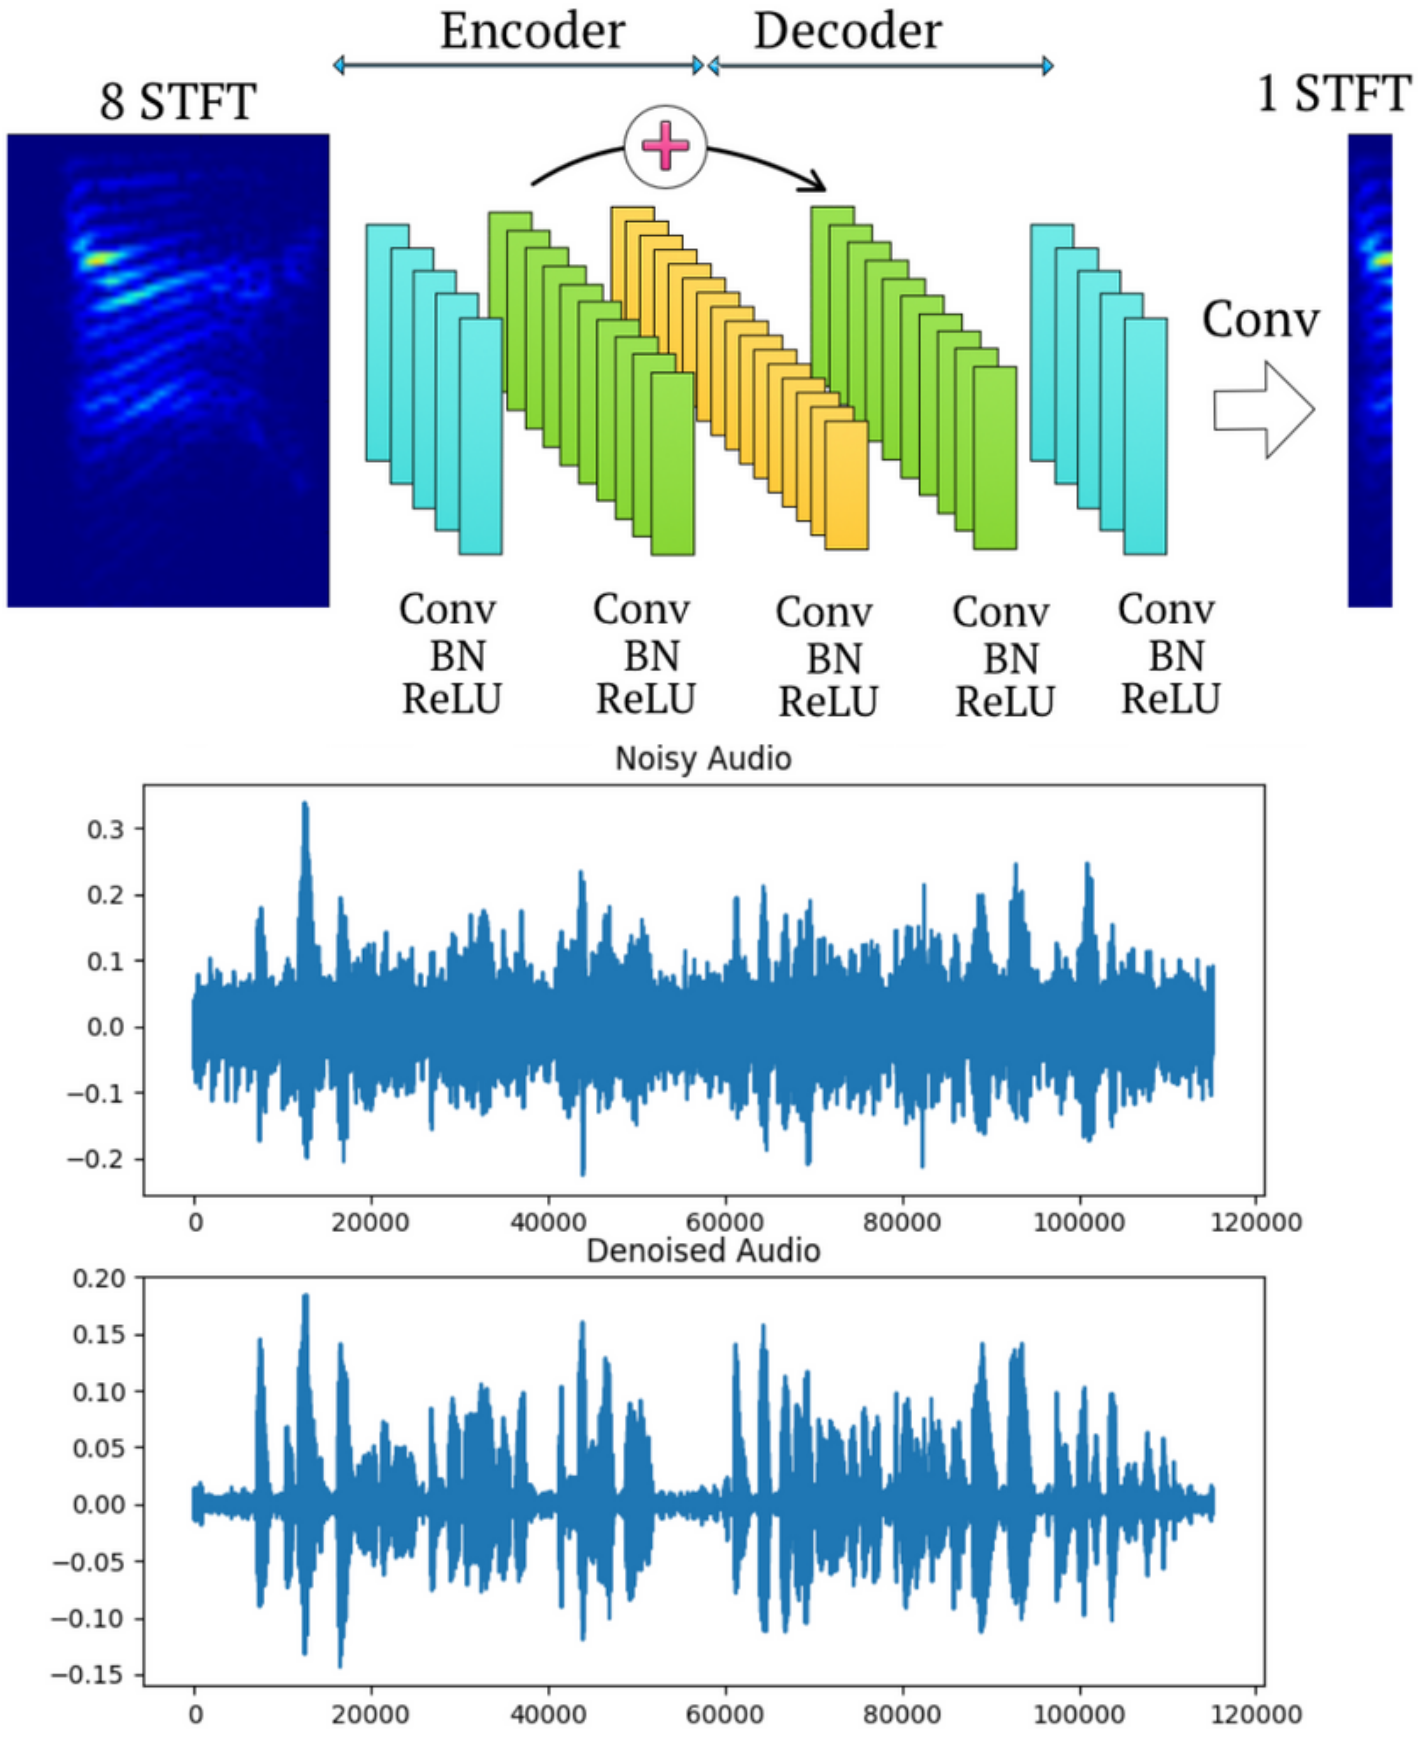 Encoder Decoder
8 STFT 1 STFT
Conv
Conv Conv Conv Conv Conv
BN BN BN BN BN
ReLU ReLU ReLU ReLU ReLU
Noisy Audio
0.3
0.2
0.1
0.0
−0.1
−0.2
0 20000 40000 60000 80000 100000 120000
Denoised Audio
0.20
0.15
0.10
0.05
0.00
−0.05
−0.10
−0.15
0 20000 40000 60000 80000 100000 120000